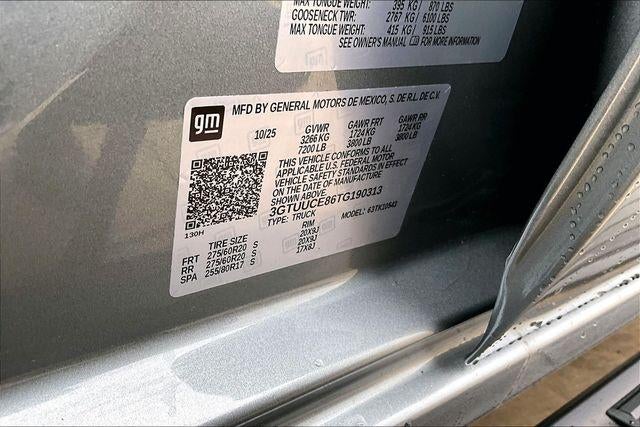 MAX TONGUE WEIGHT: 395 KG / 870 LBS
GOOSENECK TWR: 2767 KG / 6100 LBS
MAX TONGUE WEIGHT: 415 KG / 915 LBS
SEE OWNER'S MANUAL FOR MORE INFORMATION
gm
MFD BY GENERAL MOTORS DE MEXICO, S. DE R.L. DE C.V.
10/25 GVWR GAWR FRT GAWR RR
3266 KG 1724 KG 1724 KG
7200 LB 3800 LB 3800 LB
THIS VEHICLE CONFORMS TO ALL
APPLICABLE U.S. FEDERAL MOTOR
VEHICLE SAFETY STANDARDS IN EFFECT
ON THE DATE OF MANUFACTURE
SHOWN ABOVE.
3GTUUCE86TG190313
TYPE: TRUCK MODEL: 63TK10543
130H
TIRE SIZE RIM
FRT 275/60R20 S 20X9J
RR 275/60R20 S 20X9J
SPA 255/80R17 S 17X8J